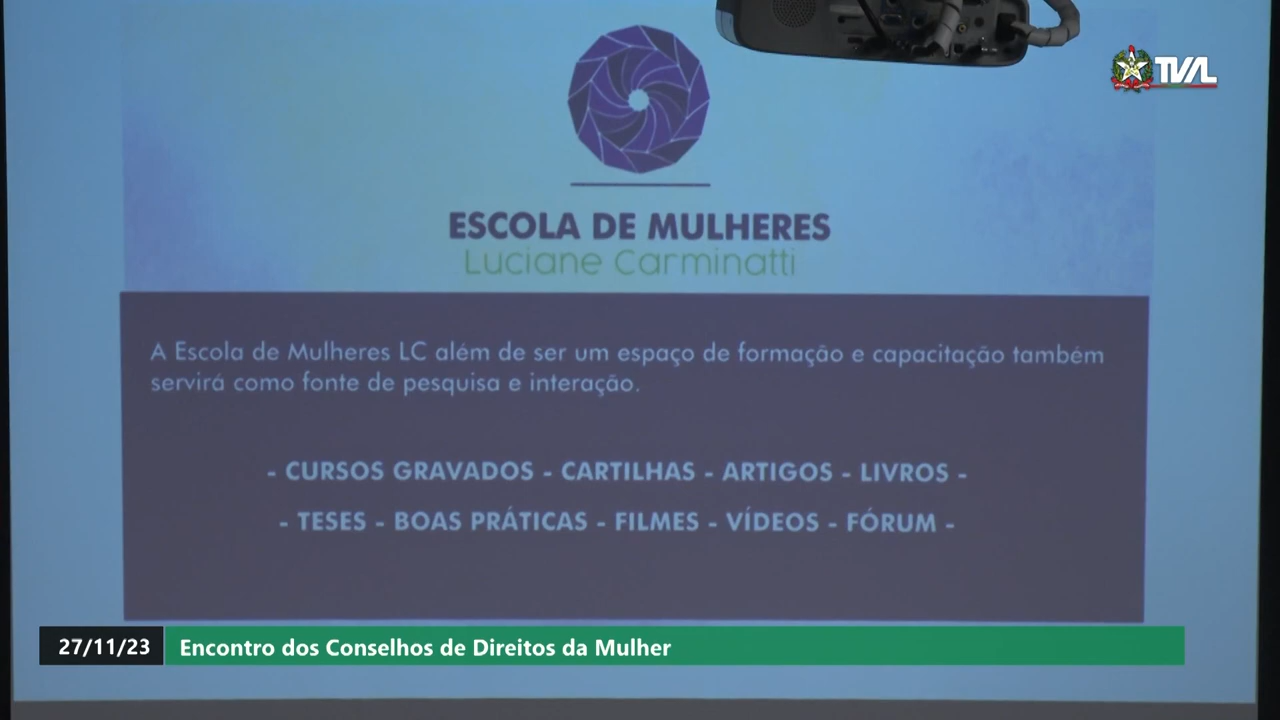 TVAL
ESCOLA DE MULHERES
Luciane Carminatti
A Escola de Mulheres LC além de ser um espaço de formação e capacitação também
servirá como fonte de pesquisa e interação.
- CURSOS GRAVADOS - CARTILHAS - ARTIGOS - LIVROS -
- TESES - BOAS PRÁTICAS - FILMES - VÍDEOS - FÓRUM -
27/11/23 Encontro dos Conselhos de Direitos da Mulher